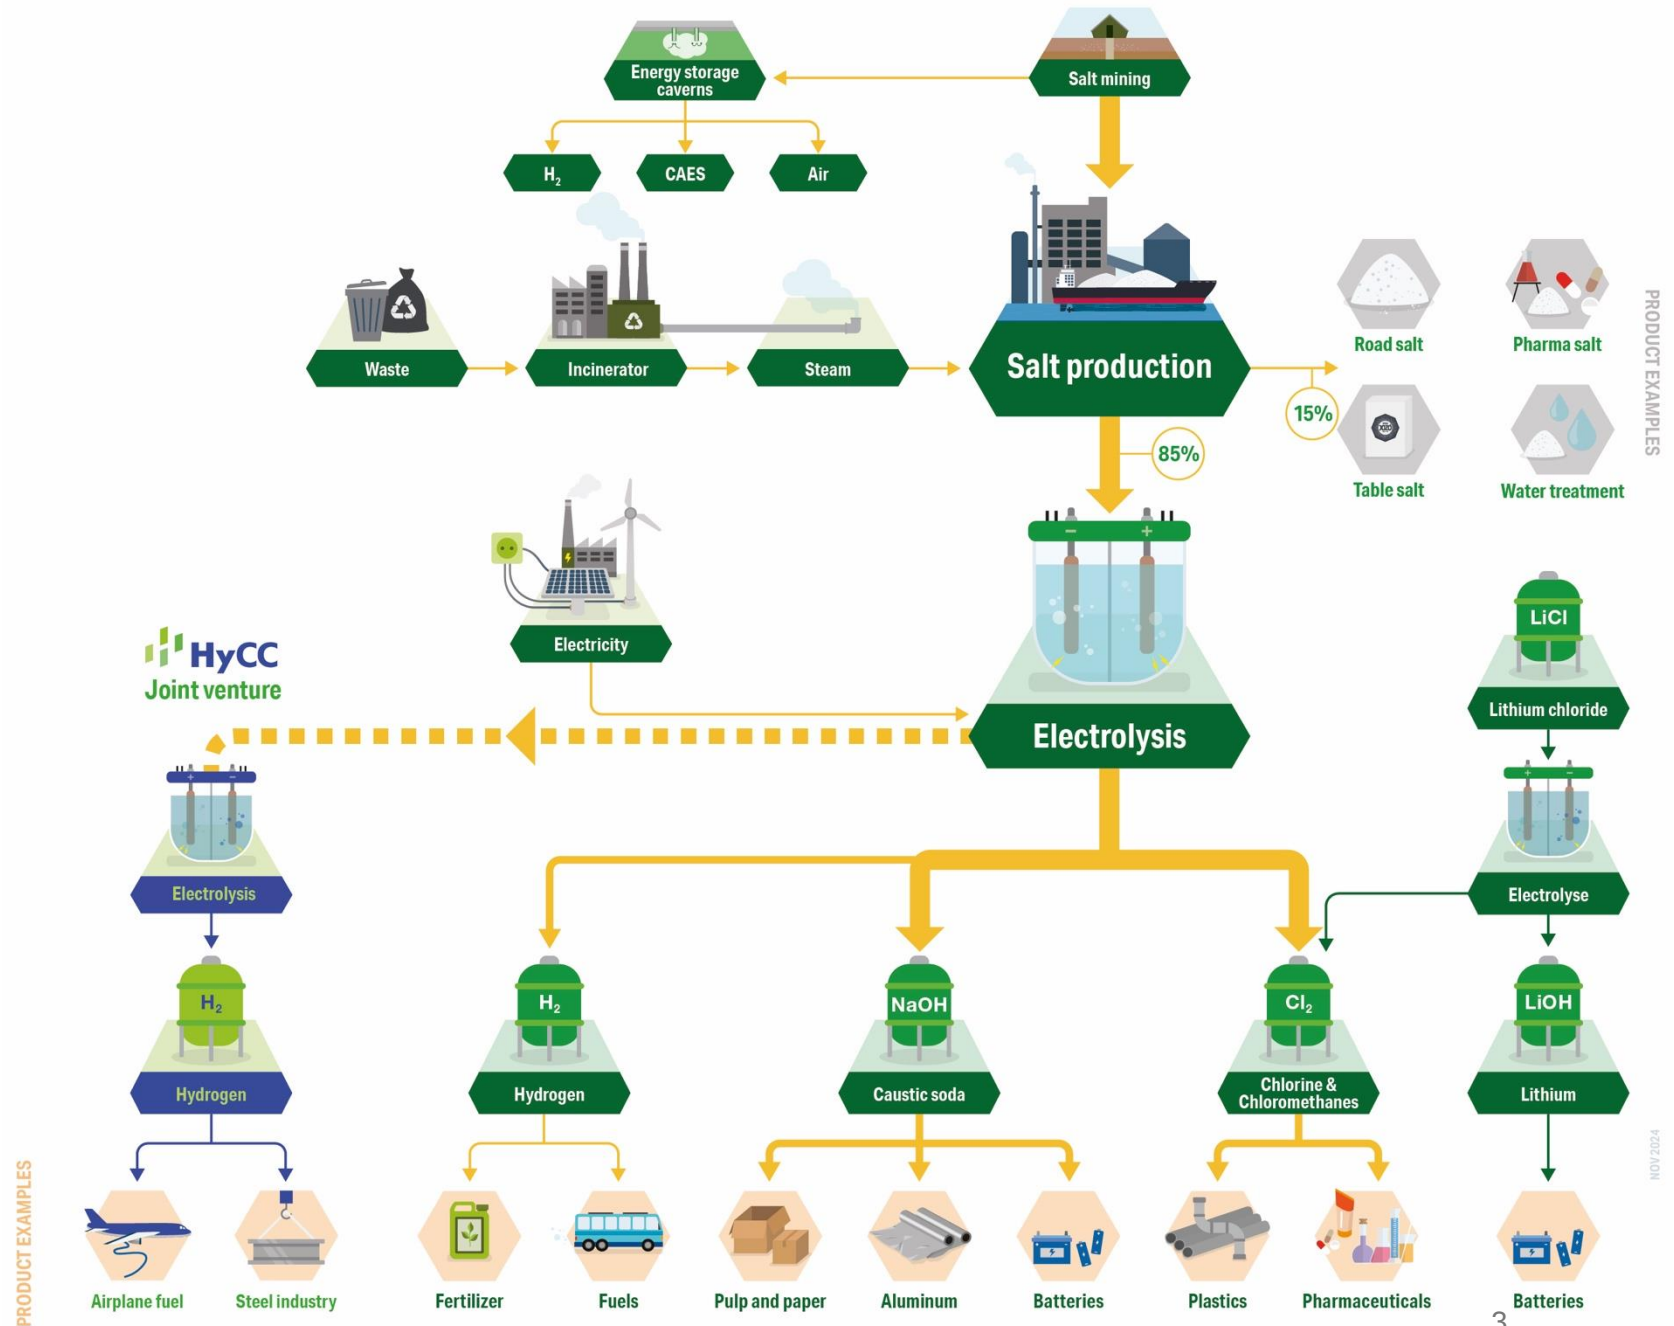 Energy storage
caverns
Salt mining
H₂
CAES
Air
Waste
Incinerator
Steam
Salt production
15%
85%
Road salt
Pharma salt
Table salt
Water treatment
PRODUCT EXAMPLES
Electricity
HyCC
Joint venture
Electrolysis
LiCl
Lithium chloride
Electrolysis
Electrolyse
H₂
Hydrogen
H₂
Hydrogen
NaOH
Caustic soda
Cl₂
Chlorine &
Chloromethanes
LiOH
Lithium
NOV 2024
PRODUCT EXAMPLES
Airplane fuel
Steel industry
Fertilizer
Fuels
Pulp and paper
Aluminum
Batteries
Plastics
Pharmaceuticals
Batteries
3